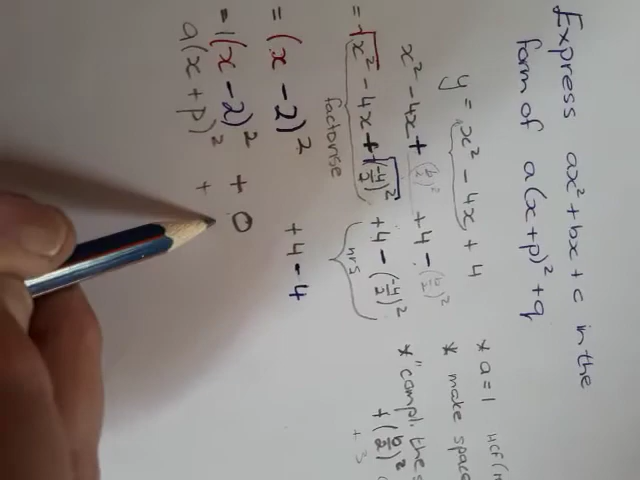 Express ax² + bx + c in the
form of a(x+p)² + q
y = x² - 4x + 4
* a = 1 HCF(
x² - 4x + (b/2)² + 4 - (b/2)²
* make space
= x² - 4x + (-4/2)² + 4 - (-4/2)²
* "compl. the s
+ (b/2)²
factorise
nrs
= (x - 2)² + 4 - 4
= 1(x - 2)² + 0
a(x + p)² +